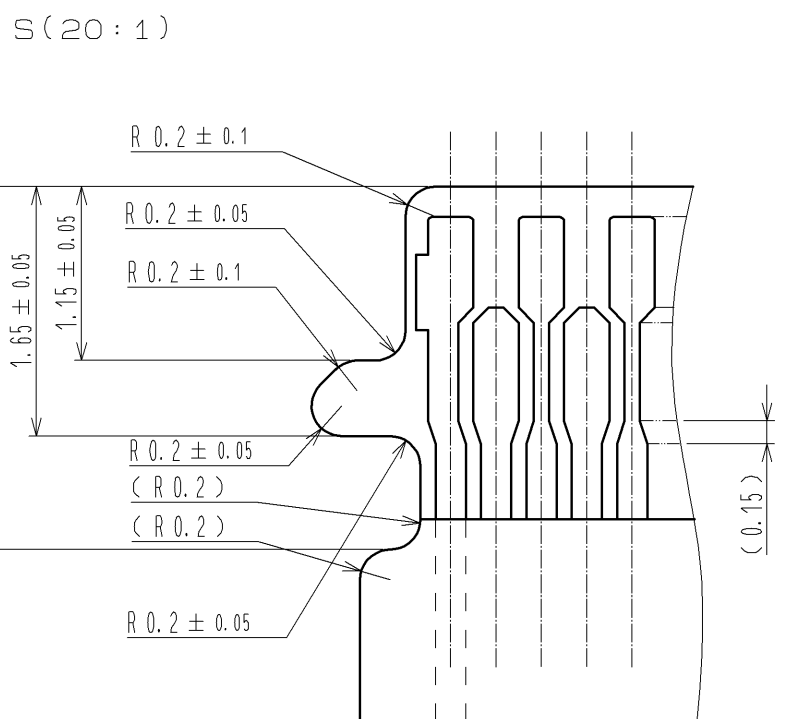 S(20:1)
R 0.2 ± 0.1
R 0.2 ± 0.05
R 0.2 ± 0.1
1.65 ± 0.05
1.15 ± 0.05
R 0.2 ± 0.05
( R 0.2 )
( R 0.2 )
(0.15)
R 0.2 ± 0.05